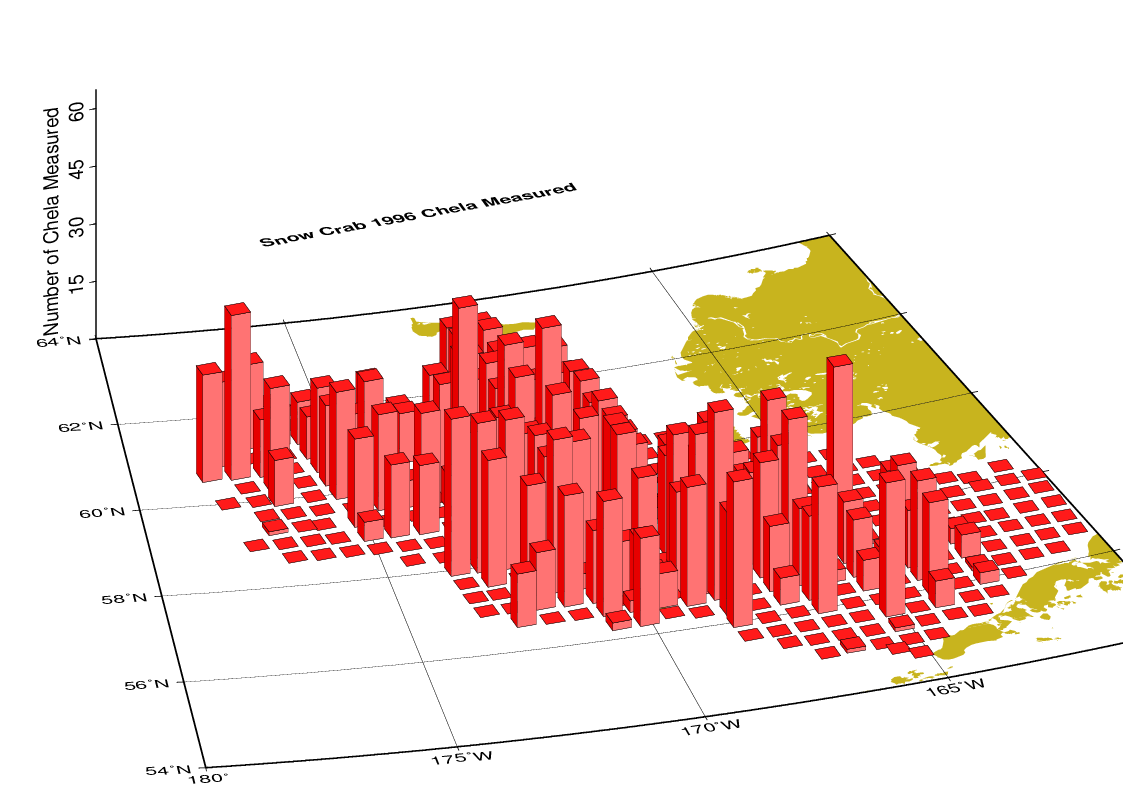 Number of Chela Measured
60
45
30
15
Snow Crab 1996 Chela Measured
64°N
62°N
60°N
58°N
56°N
54°N
180°
175°W
170°W
165°W